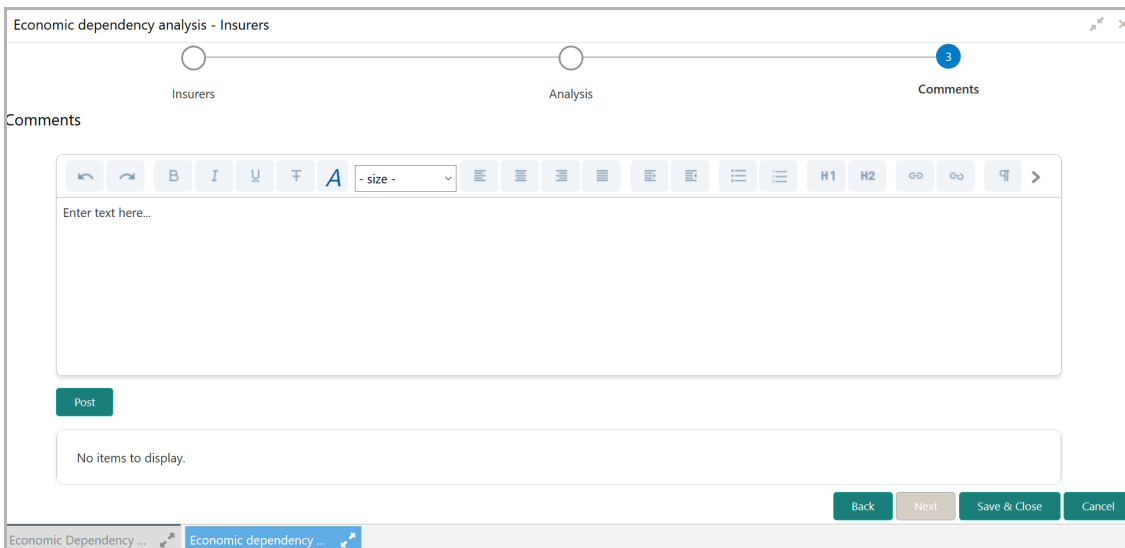 Economic dependency analysis - Insurers
3
Insurers Analysis Comments
Comments
B I U T A - size - H1 H2 ¶
Enter text here...
Post
No items to display.
Back Next Save & Close Cancel
Economic Dependency ... Economic dependency ...